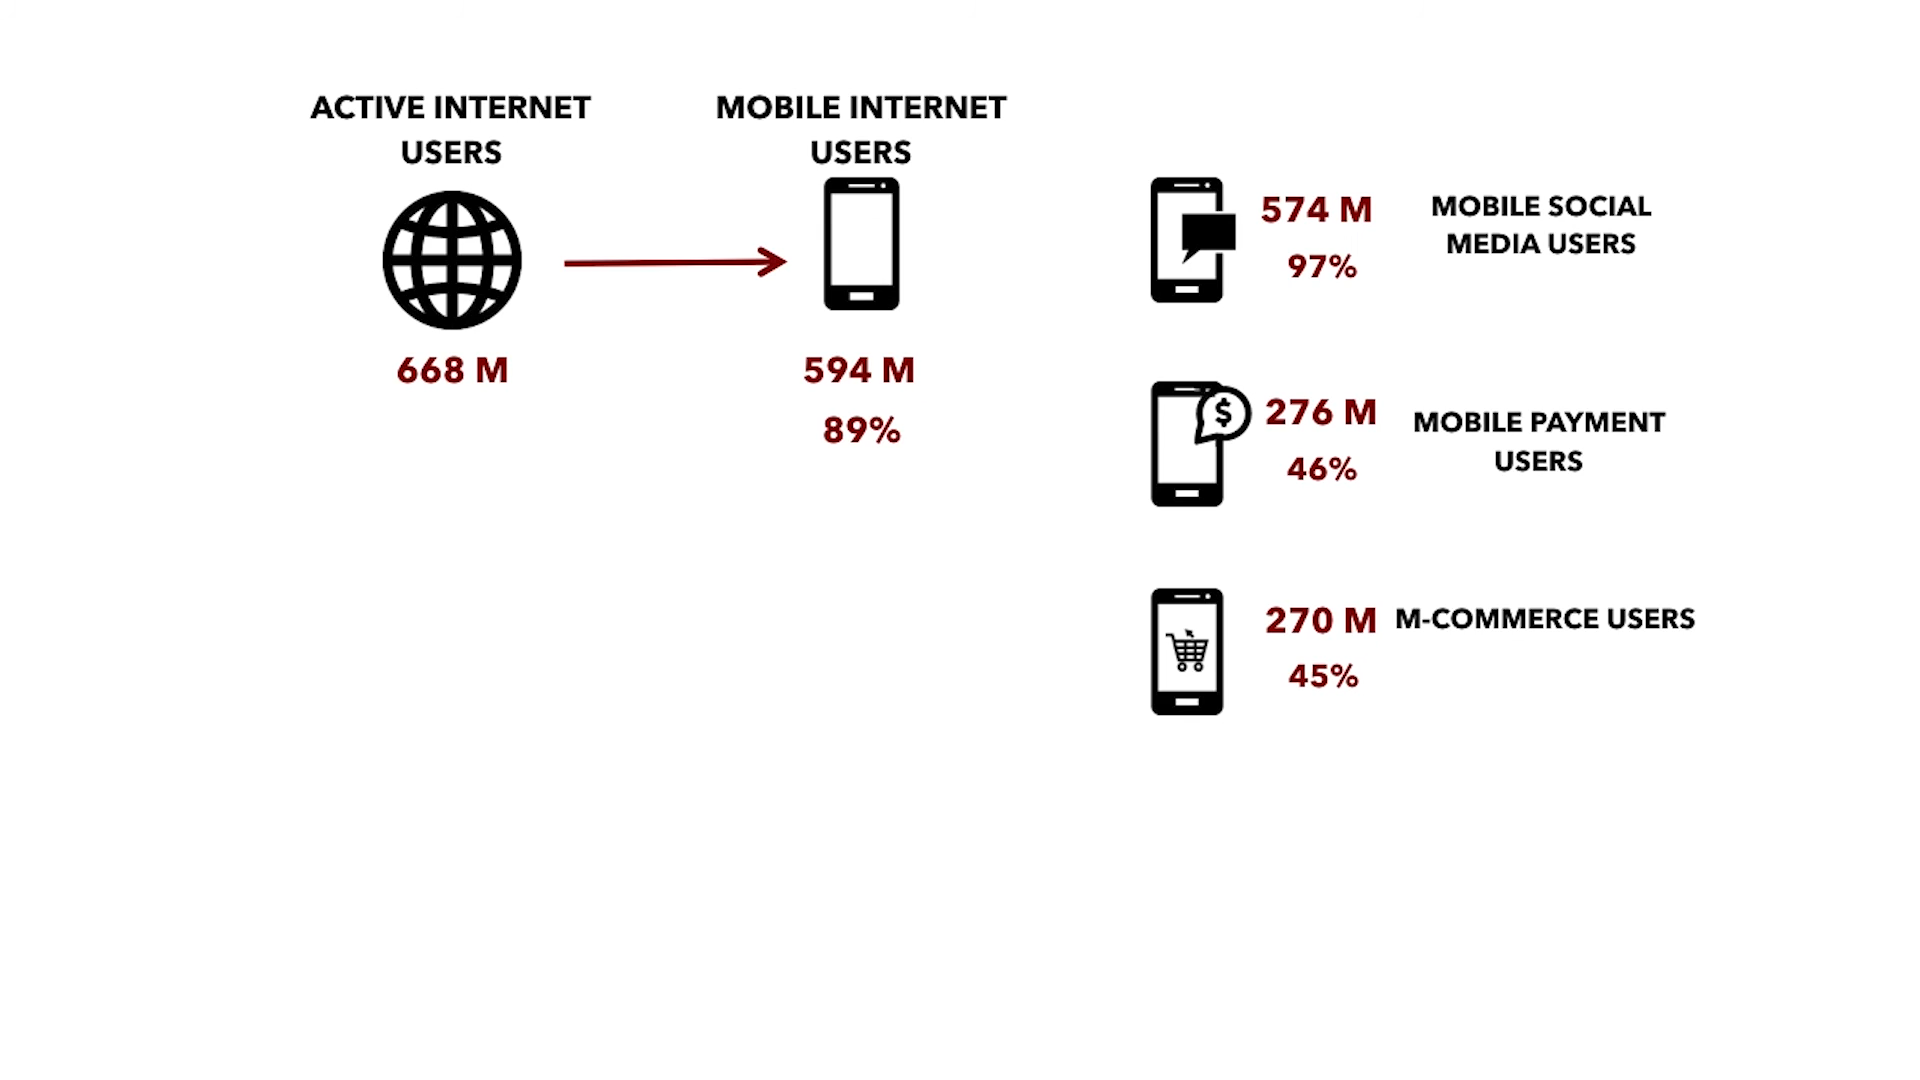 ACTIVE INTERNET
USERS
668 M
MOBILE INTERNET
USERS
594 M
89%
574 M
97%
MOBILE SOCIAL
MEDIA USERS
$
276 M
46%
MOBILE PAYMENT
USERS
270 M
45%
M-COMMERCE USERS